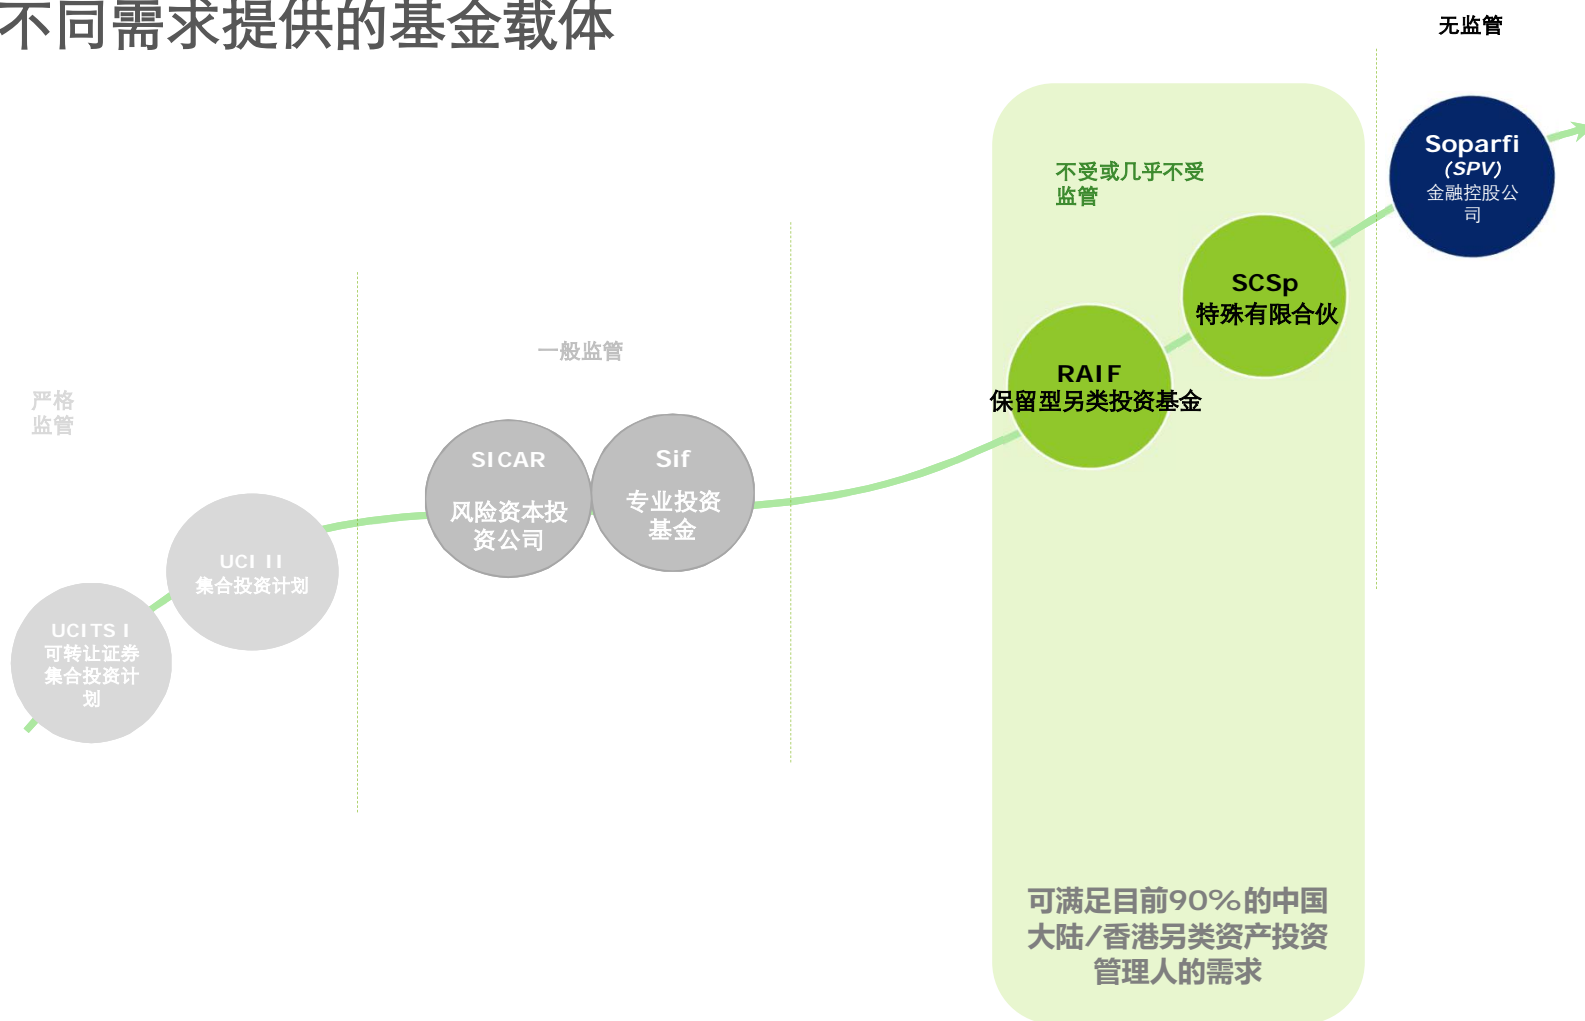 不同需求提供的基金载体
无监管
Soparfi
(SPV)
金融控股公
司
不受或几乎不受
监管
SCSp
特殊有限合伙
RAIF
保留型另类投资基金
一般监管
SICAR
风险资本投
资公司
Sif
专业投资
基金
严格
监管
UCI II
集合投资计划
UCITS I
可转让证券
集合投资计
划
可满足目前90%的中国
大陆/香港另类资产投资
管理人的需求